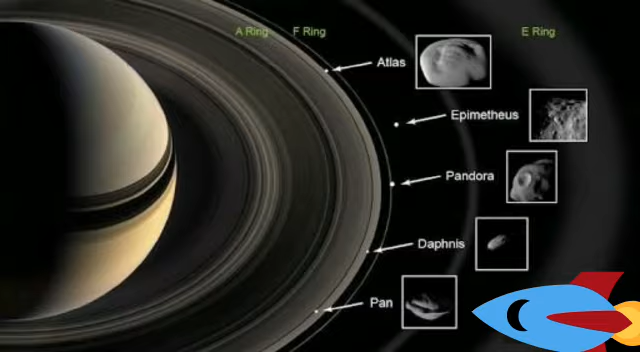 A Ring
F Ring
E Ring
Atlas
Epimetheus
Pandora
Daphnis
Pan